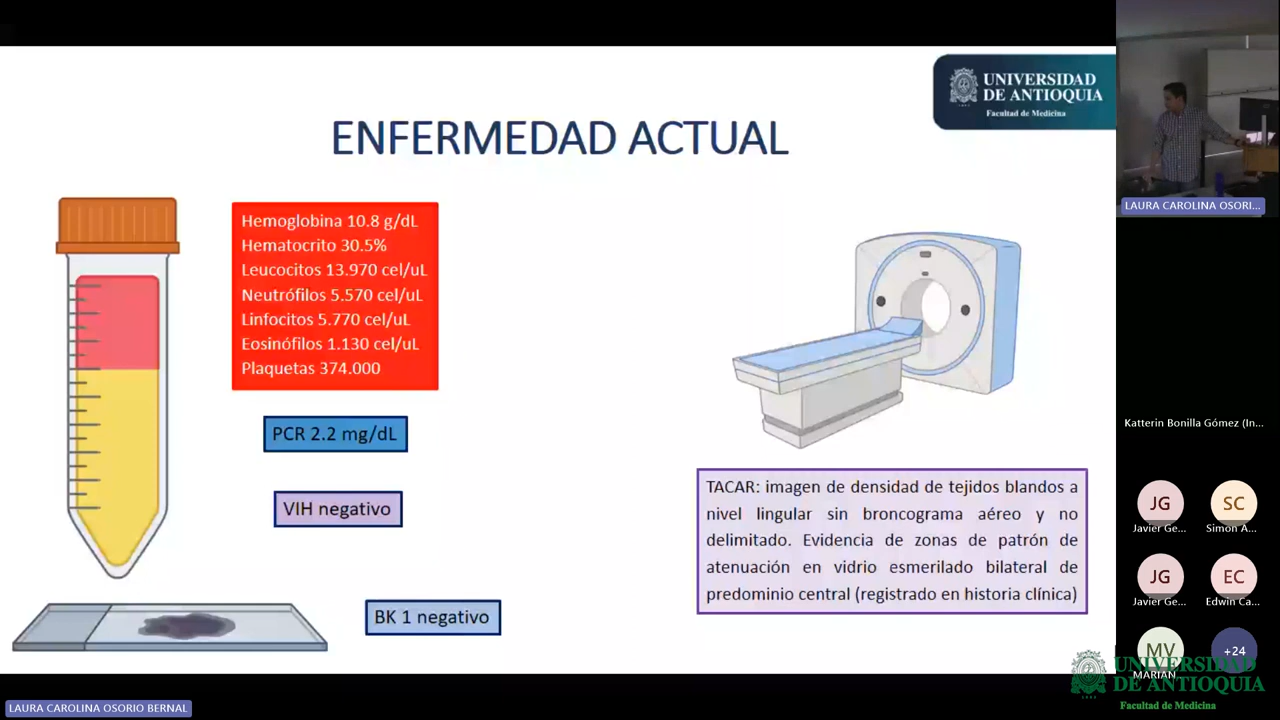 UNIVERSIDAD
DE ANTIOQUIA
Facultad de Medicina
ENFERMEDAD ACTUAL
Hemoglobina 10.8 g/dL
Hematocrito 30.5%
Leucocitos 13.970 cel/uL
Neutrófilos 5.570 cel/uL
Linfocitos 5.770 cel/uL
Eosinófilos 1.130 cel/uL
Plaquetas 374.000
PCR 2.2 mg/dL
VIH negativo
BK 1 negativo
TACAR: imagen de densidad de tejidos blandos a
nivel lingular sin broncograma aéreo y no
delimitado. Evidencia de zonas de patrón de
atenuación en vidrio esmerilado bilateral de
predominio central (registrado en historia clínica)
LAURA CAROLINA OSORI...
Katterin Bonilla Gómez (In...
JG
SC
Javier Ge...
Simon A...
JG
EC
Javier Ge...
Edwin Ca...
MV
+24
MARIAN
UNIVERSIDAD
DE ANTIOQUIA
Facultad de Medicina
LAURA CAROLINA OSORIO BERNAL